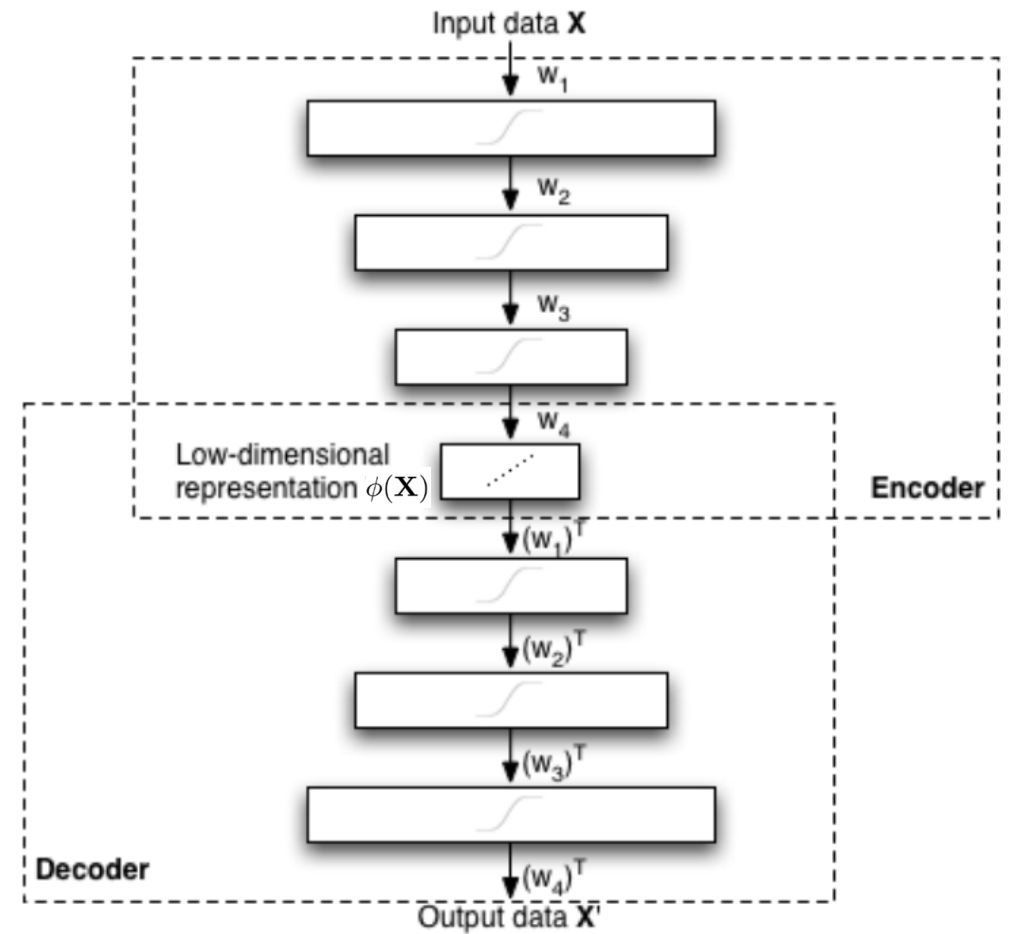 Input data X
w₁
w₂
w₃
w₄
Low-dimensional
representation ϕ(X)
Encoder
(w₁)ᵀ
(w₂)ᵀ
(w₃)ᵀ
Decoder
(w₄)ᵀ
Output data X'